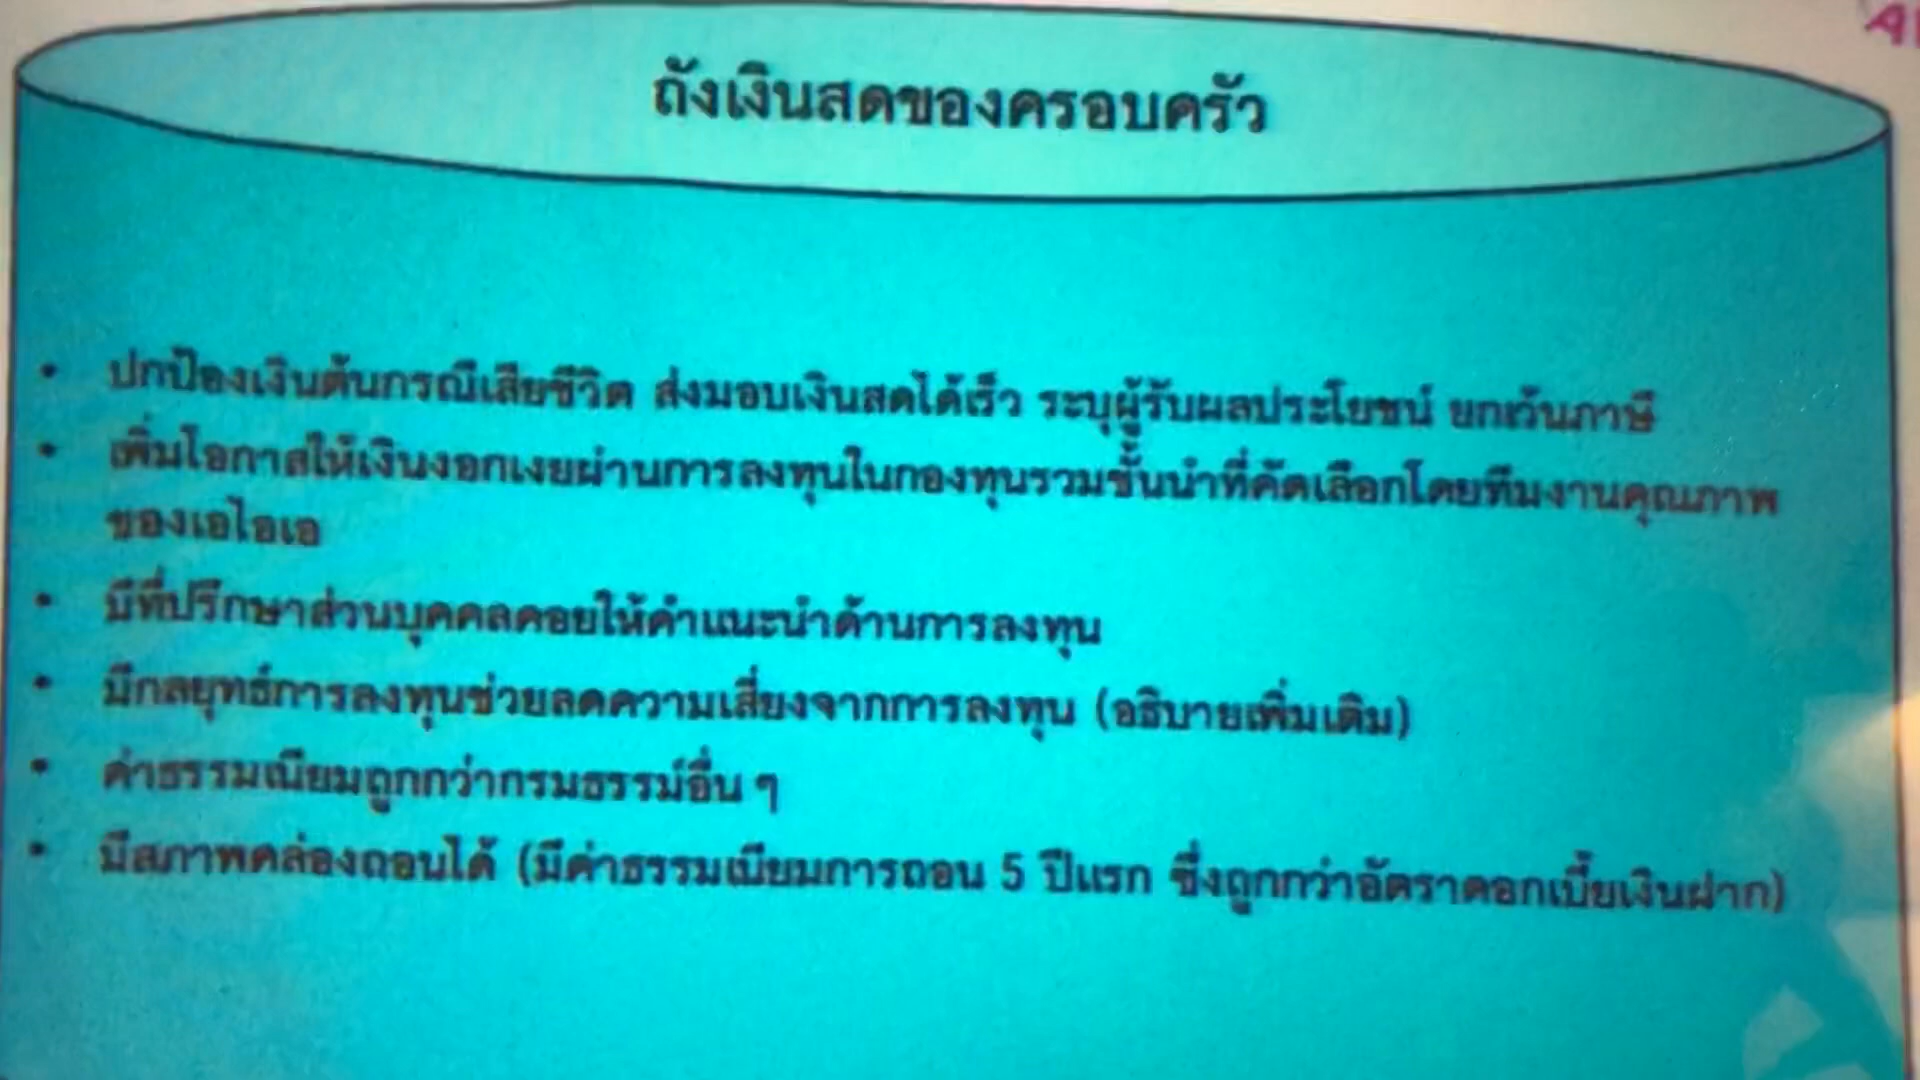 ถังเงินสดของครอบครัว
• ปกป้องเงินต้นกรณีเสียชีวิต ส่งมอบเงินสดได้เร็ว ระบุผู้รับผลประโยชน์ ยกเว้นภาษี
• เพิ่มโอกาสให้เงินงอกเงยผ่านการลงทุนในกองทุนรวมชั้นนำที่คัดเลือกโดยทีมงานคุณภาพ
ของเอไอเอ
• มีที่ปรึกษาส่วนบุคคลคอยให้คำแนะนำด้านการลงทุน
• มีกลยุทธ์การลงทุนช่วยลดความเสี่ยงจากการลงทุน (อธิบายเพิ่มเติม)
• ค่าธรรมเนียมถูกกว่ากรมธรรม์อื่น ๆ
• มีสภาพคล่องถอนได้ (มีค่าธรรมเนียมการถอน 5 ปีแรก ซึ่งถูกกว่าอัตราดอกเบี้ยเงินฝาก)